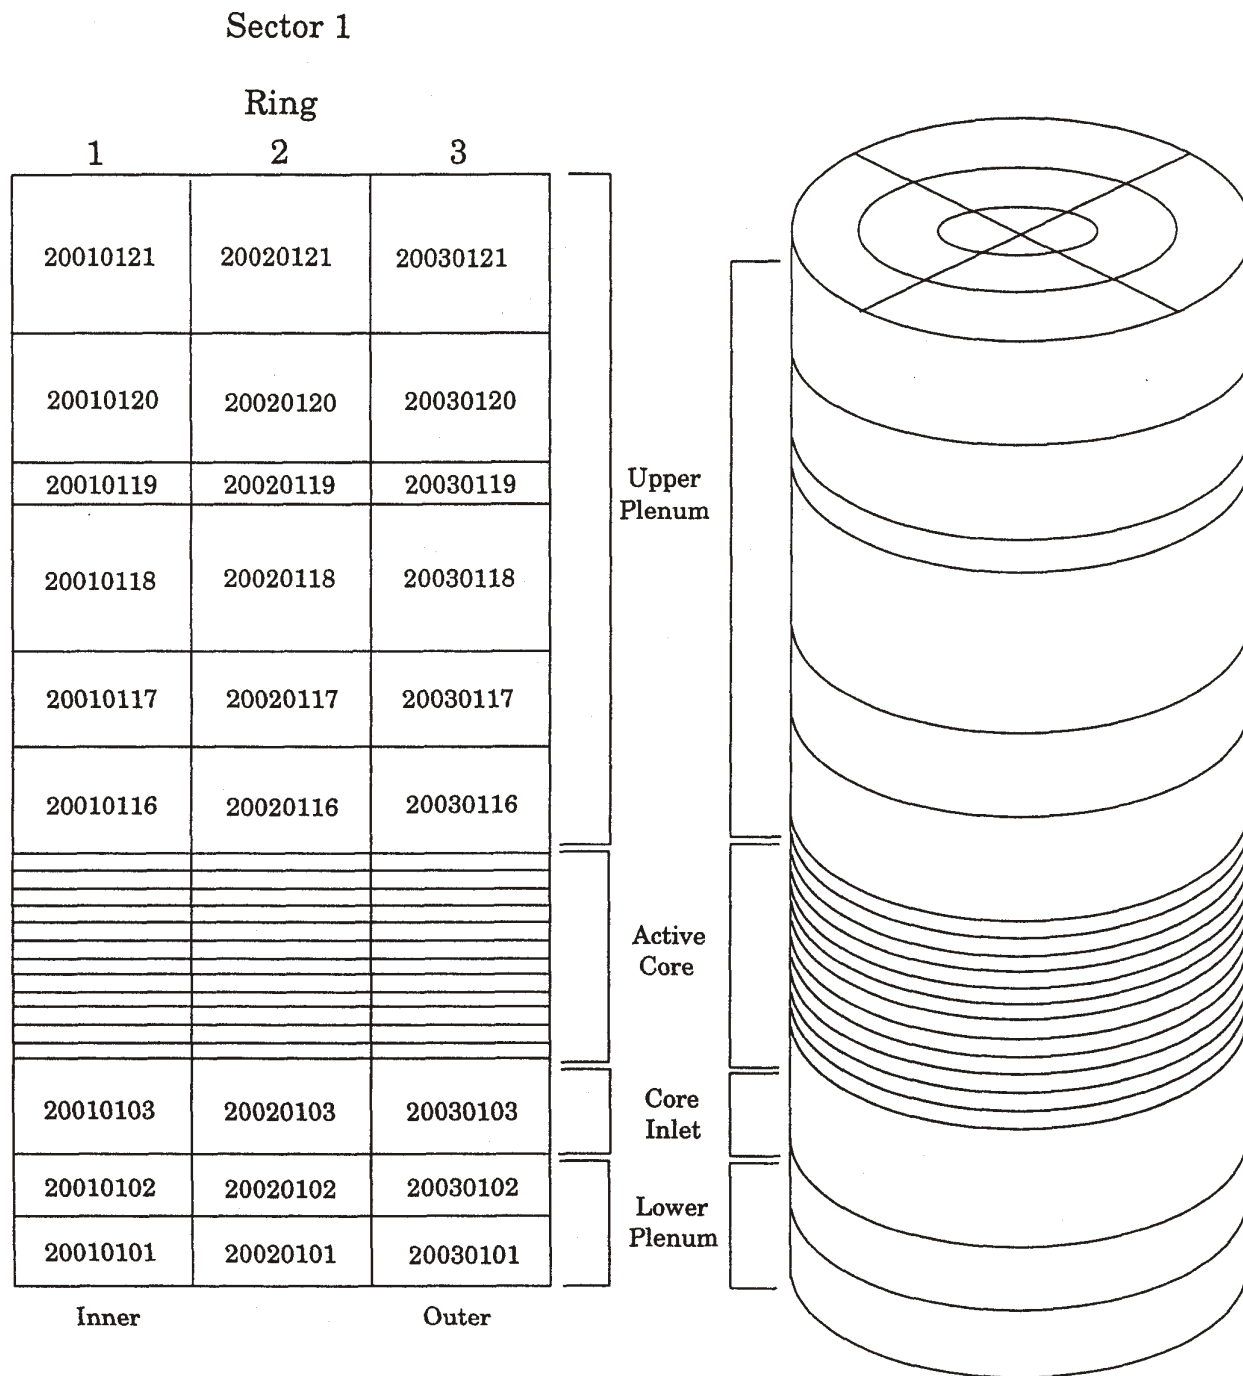 Sector 1
Ring
1 2 3
20010121 20020121 20030121
20010120 20020120 20030120
20010119 20020119 20030119
20010118 20020118 20030118
20010117 20020117 20030117
20010116 20020116 20030116
20010103 20020103 20030103
20010102 20020102 20030102
20010101 20020101 20030101
Inner Outer
Upper
Plenum
Active
Core
Core
Inlet
Lower
Plenum